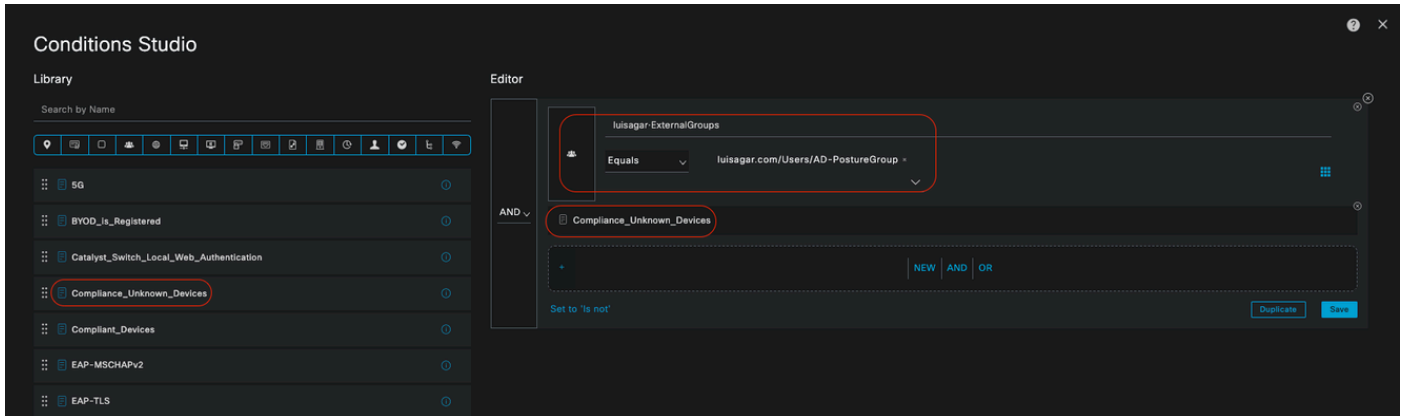 Conditions Studio
Library
Search by Name
5G
BYOD_is_Registered
Catalyst_Switch_Local_Web_Authentication
Compliance_Unknown_Devices
Compliant_Devices
EAP-MSCHAPv2
EAP-TLS
Editor
AND
luisagar·ExternalGroups
Equals
luisagar.com/Users/AD-PostureGroup ×
Compliance_Unknown_Devices
+
NEW AND OR
Set to 'Is not'
Duplicate Save